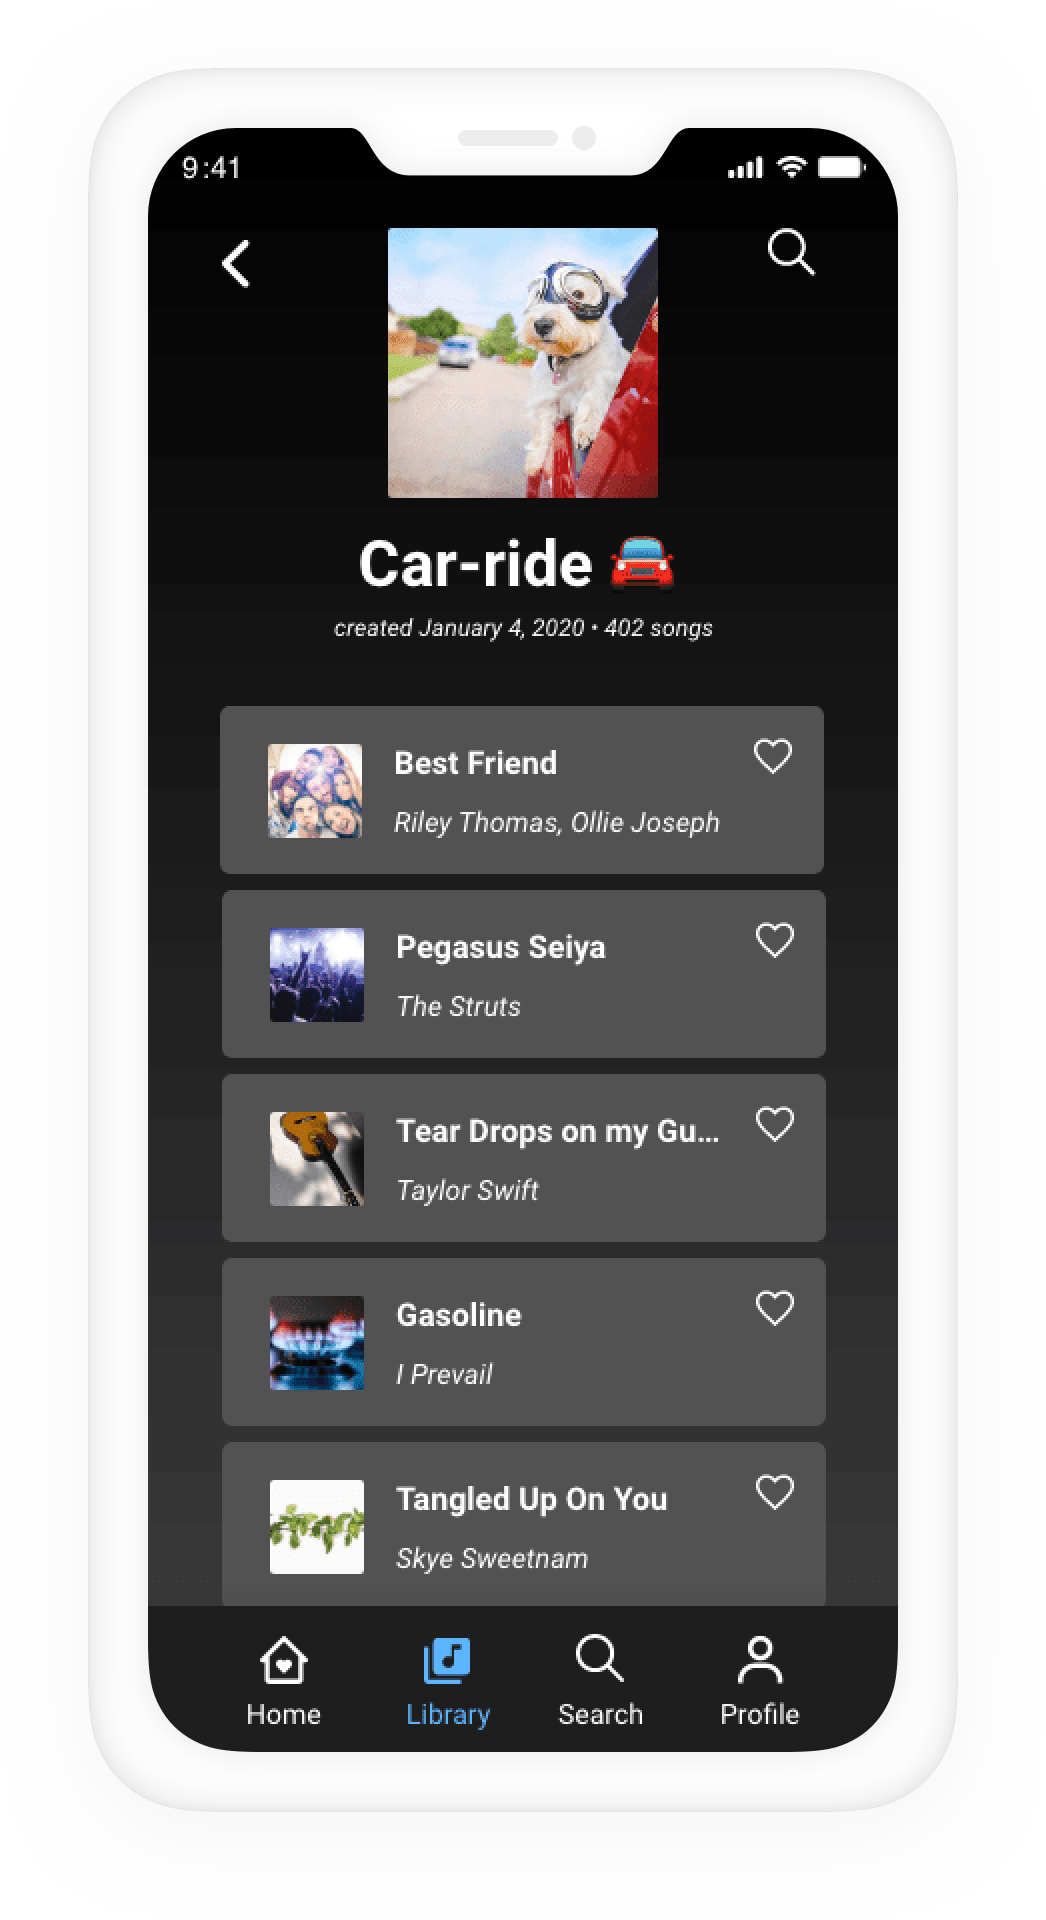 9:41
Car-ride 🚘
created January 4, 2020 • 402 songs
Best Friend
Riley Thomas, Ollie Joseph
Pegasus Seiya
The Struts
Tear Drops on my Gu...
Taylor Swift
Gasoline
I Prevail
Tangled Up On You
Skye Sweetnam
Home Library Search Profile